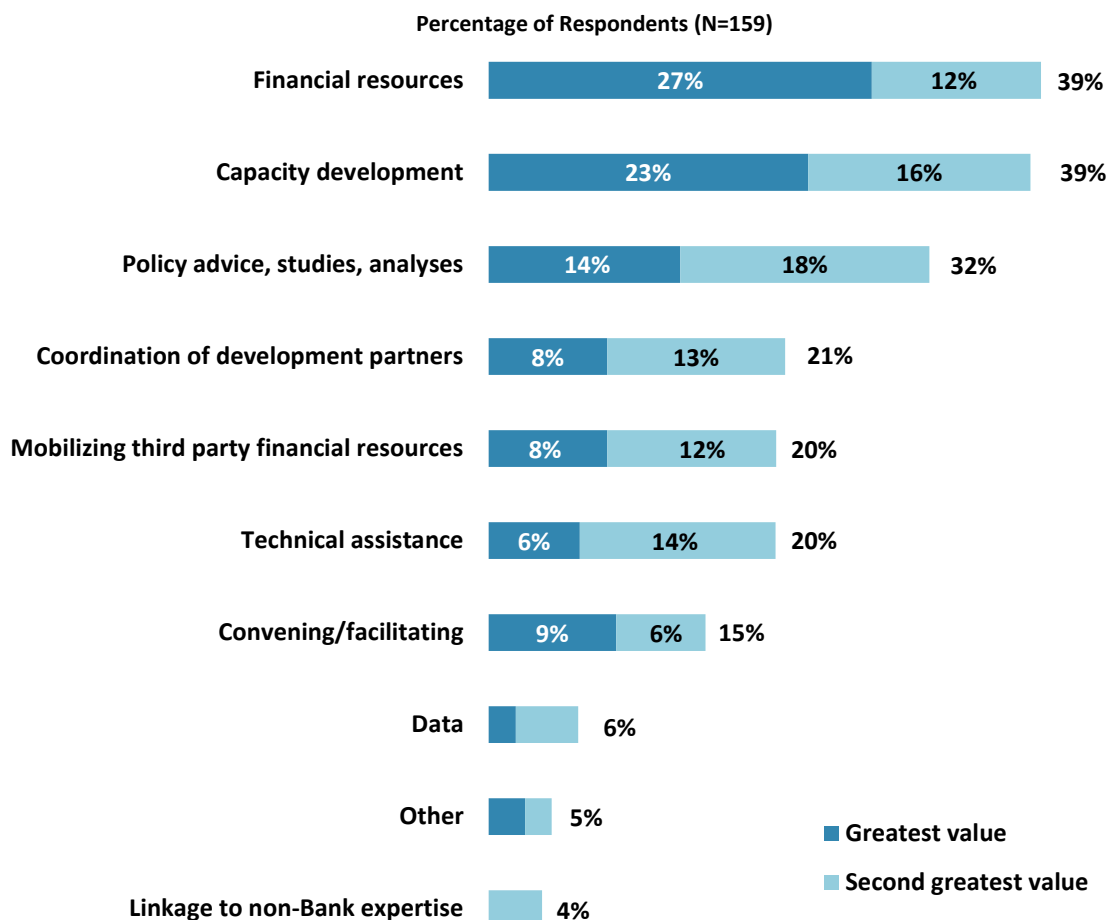 Percentage of Respondents (N=159)
Financial resources 27% 12% 39%
Capacity development 23% 16% 39%
Policy advice, studies, analyses 14% 18% 32%
Coordination of development partners 8% 13% 21%
Mobilizing third party financial resources 8% 12% 20%
Technical assistance 6% 14% 20%
Convening/facilitating 9% 6% 15%
Data 6%
Other 5%
Greatest value
Second greatest value
Linkage to non-Bank expertise 4%